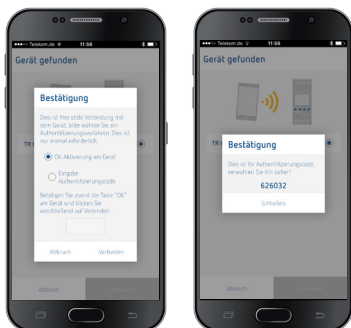 Telekom.de 11:56
Gerät gefunden
Bestätigung
Dies ist Ihre erste Verbindung mit
dem Gerät, bitte wählen Sie ein
Authentifizierungsverfahren. Dies ist
nur einmal erforderlich.
OK-Aktivierung am Gerät
Eingabe
Authentifizierungscode
Betätigen Sie zuerst die Taste "OK"
am Gerät und klicken Sie
anschließend auf Verbinden
Abbruch Verbinden
Abbruch
Telekom.de 11:56
Gerät gefunden
TR
Bestätigung
Dies ist Ihr Authentifizierungscode,
verwahren Sie ihn sicher!
626032
Schließen
Abbruch